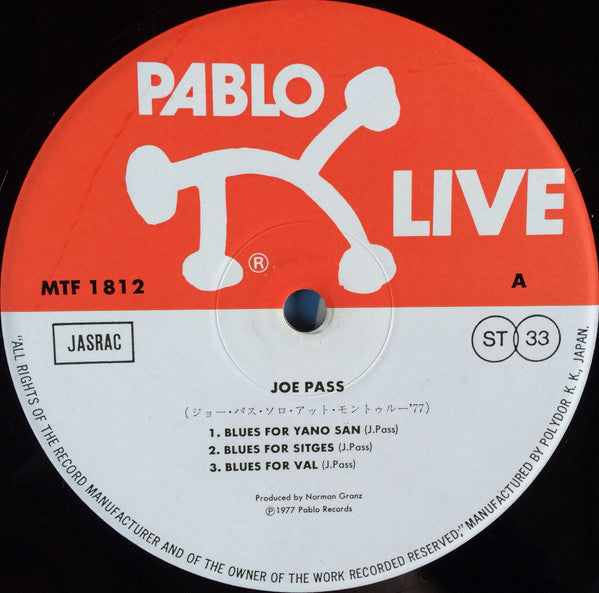 PABLO
LIVE
®
MTF 1812
A
JASRAC
ST 33
JOE PASS
(ジョー・パス・ソロ・アット・モントゥルー'77)
1. BLUES FOR YANO SAN (J.Pass)
2. BLUES FOR SITGES (J.Pass)
3. BLUES FOR VAL (J.Pass)
Produced by Norman Granz
℗1977 Pablo Records
"ALL RIGHTS OF THE RECORD MANUFACTURER AND OF THE OWNER OF THE WORK RECORDED RESERVED;" MANUFACTURED BY POLYDOR K. K., JAPAN.